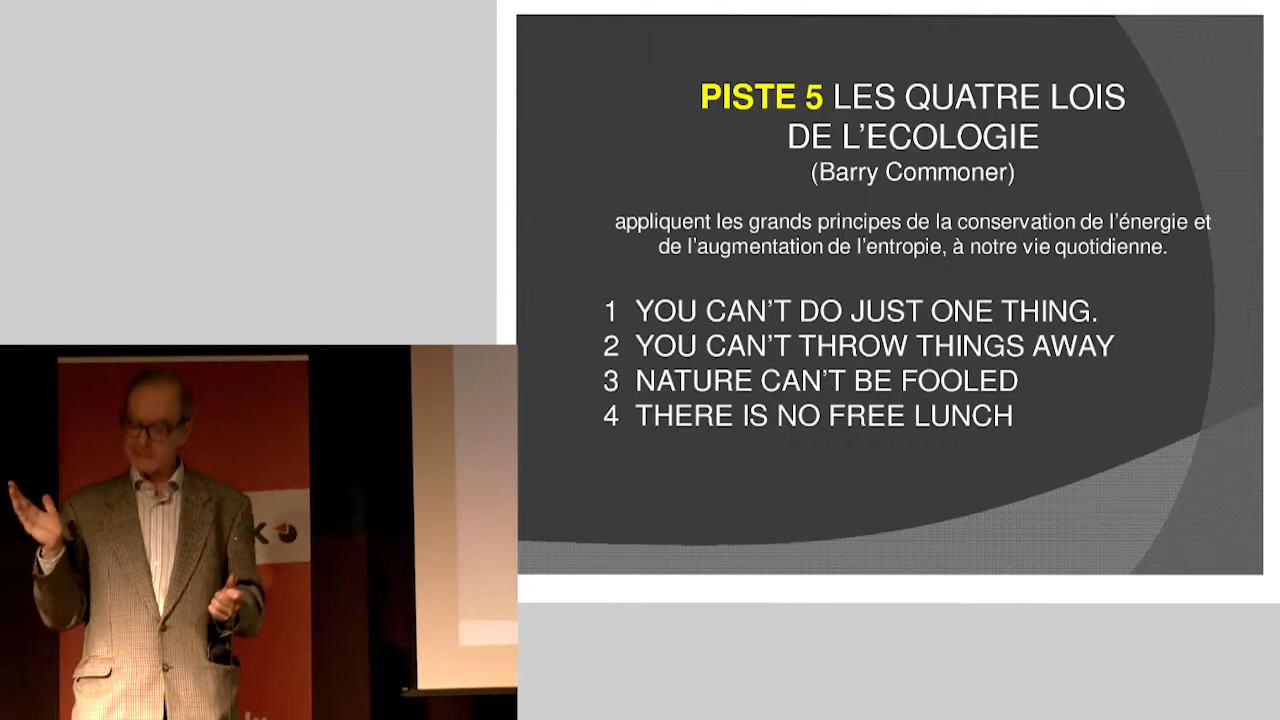 PISTE 5 LES QUATRE LOIS
DE L'ECOLOGIE
(Barry Commoner)
appliquent les grands principes de la conservation de l'énergie et
de l'augmentation de l'entropie, à notre vie quotidienne.
1 YOU CAN'T DO JUST ONE THING.
2 YOU CAN'T THROW THINGS AWAY
3 NATURE CAN'T BE FOOLED
4 THERE IS NO FREE LUNCH